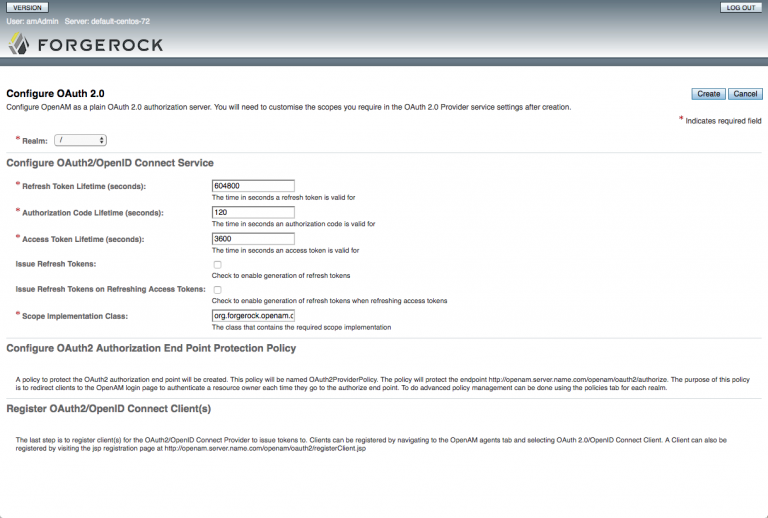 VERSION
LOG OUT
User: amAdmin Server: default-centos-72
FORGEROCK
Configure OAuth 2.0
Create
Cancel
Configure OpenAM as a plain OAuth 2.0 authorization server. You will need to customise the scopes you require in the OAuth 2.0 Provider service settings after creation.
* Indicates required field
* Realm: /
Configure OAuth2/OpenID Connect Service
* Refresh Token Lifetime (seconds): 604800
The time in seconds a refresh token is valid for
* Authorization Code Lifetime (seconds): 120
The time in seconds an authorization code is valid for
* Access Token Lifetime (seconds): 3600
The time in seconds an access token is valid for
Issue Refresh Tokens:
Check to enable generation of refresh tokens
Issue Refresh Tokens on Refreshing Access Tokens:
Check to enable generation of refresh tokens when refreshing access tokens
* Scope Implementation Class: org.forgerock.openam.o
The class that contains the required scope implementation
Configure OAuth2 Authorization End Point Protection Policy
A policy to protect the OAuth2 authorization end point will be created. This policy will be named OAuth2ProviderPolicy. The policy will protect the endpoint http://openam.server.name.com/openam/oauth2/authorize. The purpose of this policy
is to redirect clients to the OpenAM login page to authenticate a resource owner each time they go to the authorize end point. To do advanced policy management can be done using the policies tab for each realm.
Register OAuth2/OpenID Connect Client(s)
The last step is to register client(s) for the OAuth2/OpenID Connect Provider to issue tokens to. Clients can be registered by navigating to the OpenAM agents tab and selecting OAuth 2.0/OpenID Connect Client. A Client can also be
registered by visiting the jsp registration page at http://openam.server.name.com/openam/oauth2/registerClient.jsp